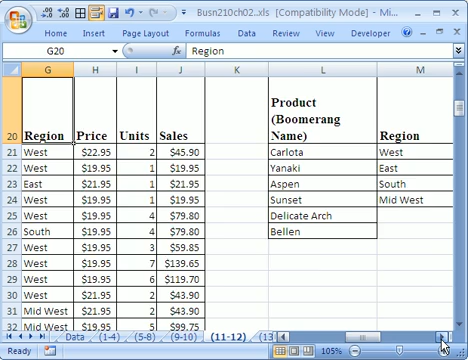 Busn210ch02...xls [Compatibility Mode] - Mi...
Home Insert Page Layout Formulas Data Review Developer
G20 fx Region
G H I J K L M
20 Region Price Units Sales Product (Boomerang Name) Region
21 West $22.95 2 $45.90 Carlota West
22 West $19.95 1 $19.95 Yanaki East
23 East $21.95 1 $21.95 Aspen South
24 West $19.95 1 $19.95 Sunset Mid West
25 West $19.95 4 $79.80 Delicate Arch
26 South $19.95 4 $79.80 Bellen
27 West $19.95 3 $59.85
28 West $19.95 7 $139.65
29 West $19.95 6 $119.70
30 West $21.95 2 $43.90
31 Mid West $21.95 2 $43.90
32 Mid West $19.95 5 $99.75
Data (1-4) (5-8) (9-10) (11-12) (13
Ready 105%